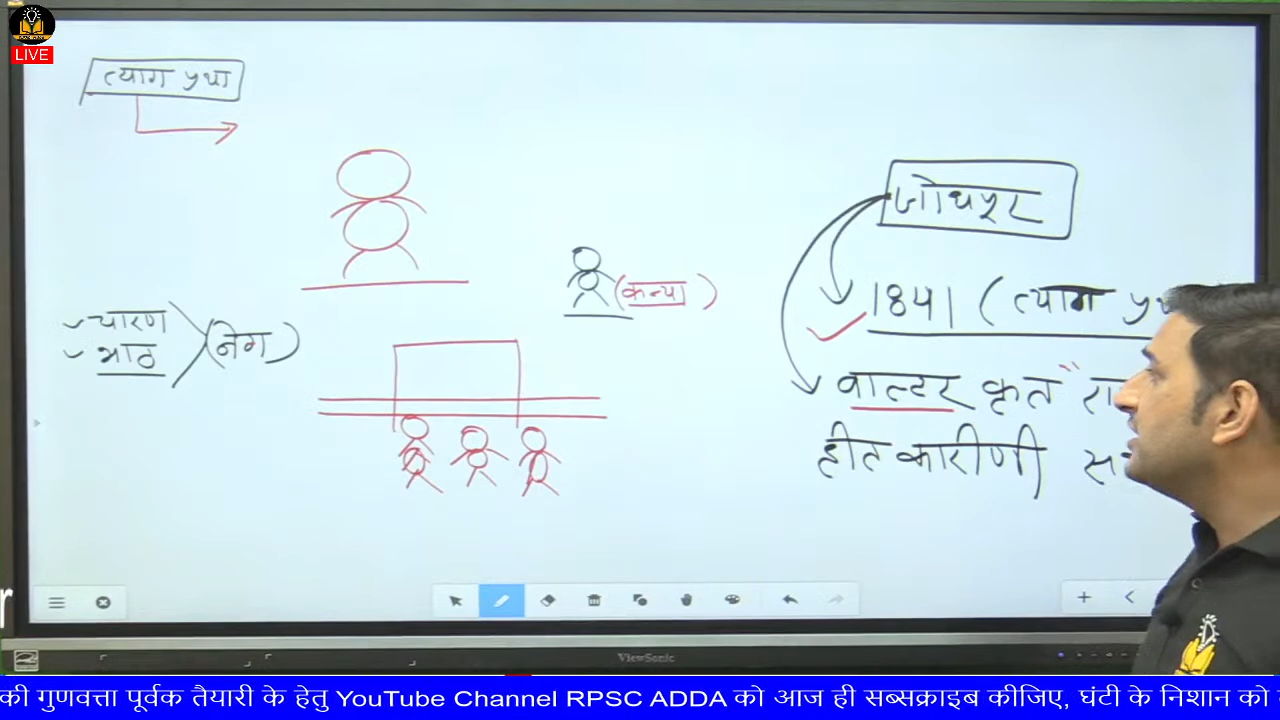 LIVE
त्याग प्रथा
जोधपुर
(कन्या)
1841 (त्याग
चारण
भाठ
(नेग)
वाल्टर कृत "रा
हीतकारीणी स
ViewSonic
की गुणवत्ता पूर्वक तैयारी के हेतु YouTube Channel RPSC ADDA को आज ही सब्सक्राइब कीजिए, घंटी के निशान को